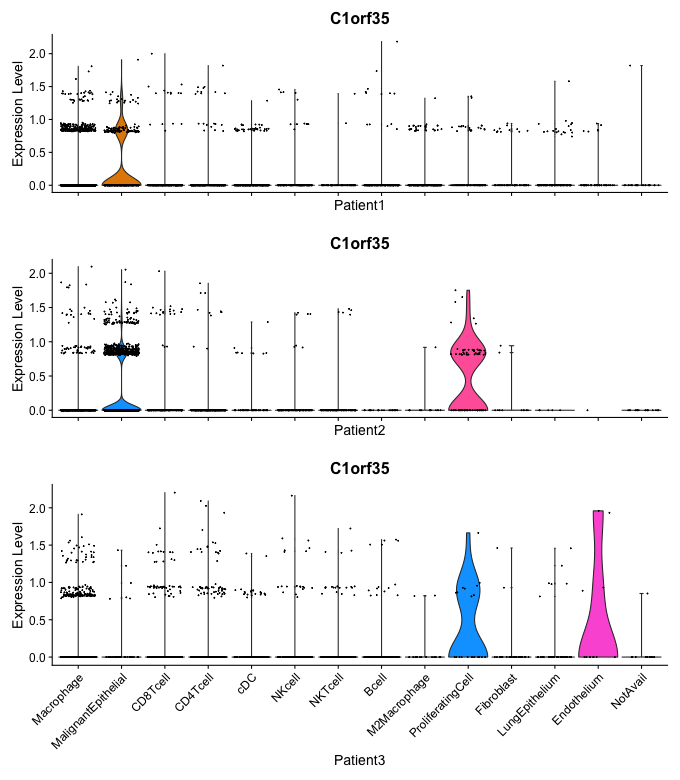 C1orf35
Expression Level
2.0
1.5
1.0
0.5
0.0
Patient1
C1orf35
Expression Level
2.0
1.5
1.0
0.5
0.0
Patient2
C1orf35
Expression Level
2.0
1.5
1.0
0.5
0.0
Macrophage
MalignantEpithelial
CD8Tcell
CD4Tcell
cDC
NKcell
NKTcell
Bcell
M2Macrophage
ProliferatingCell
Fibroblast
LungEpithelium
Endothelium
NotAvail
Patient3